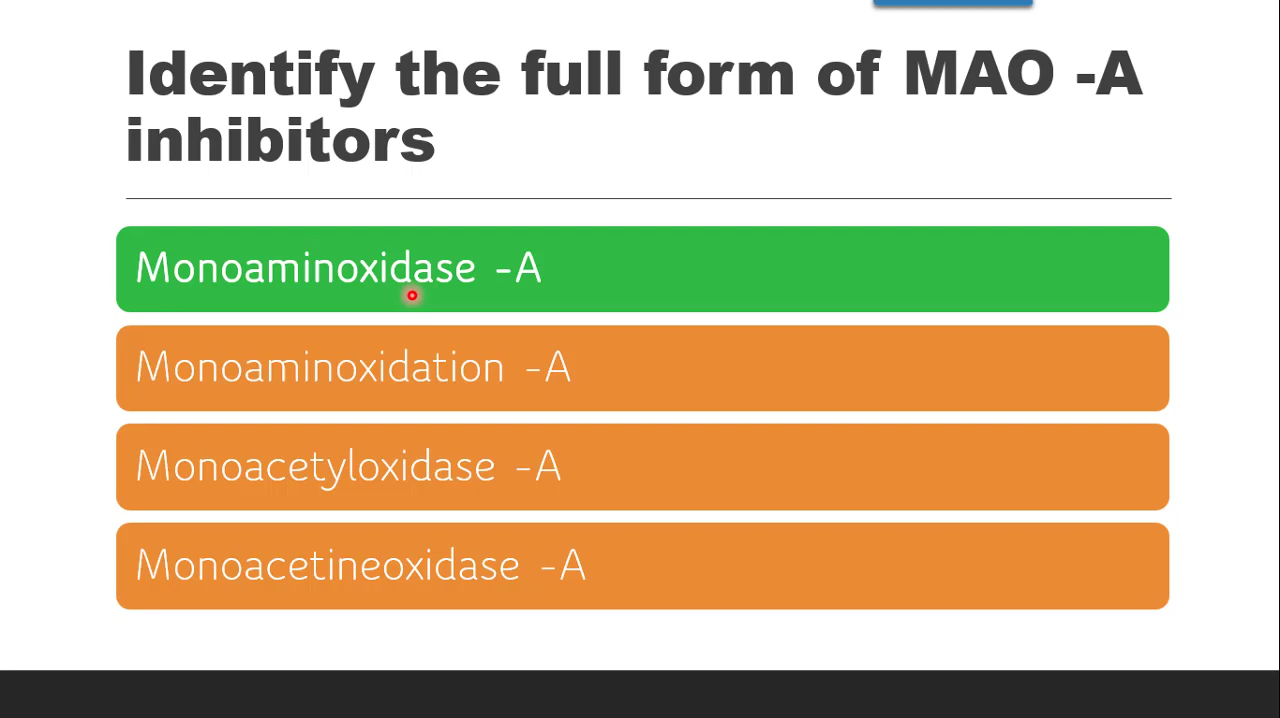 Identify the full form of MAO -A
inhibitors
Monoaminoxidase -A
Monoaminoxidation -A
Monoacetyloxidase -A
Monoacetineoxidase -A